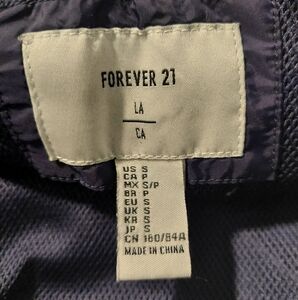 FOREVER 21
LA
CA
US S
CA P
MX S/P
BR P
EU S
UK S
KR S
JP S
CN 160/84A
MADE IN CHINA